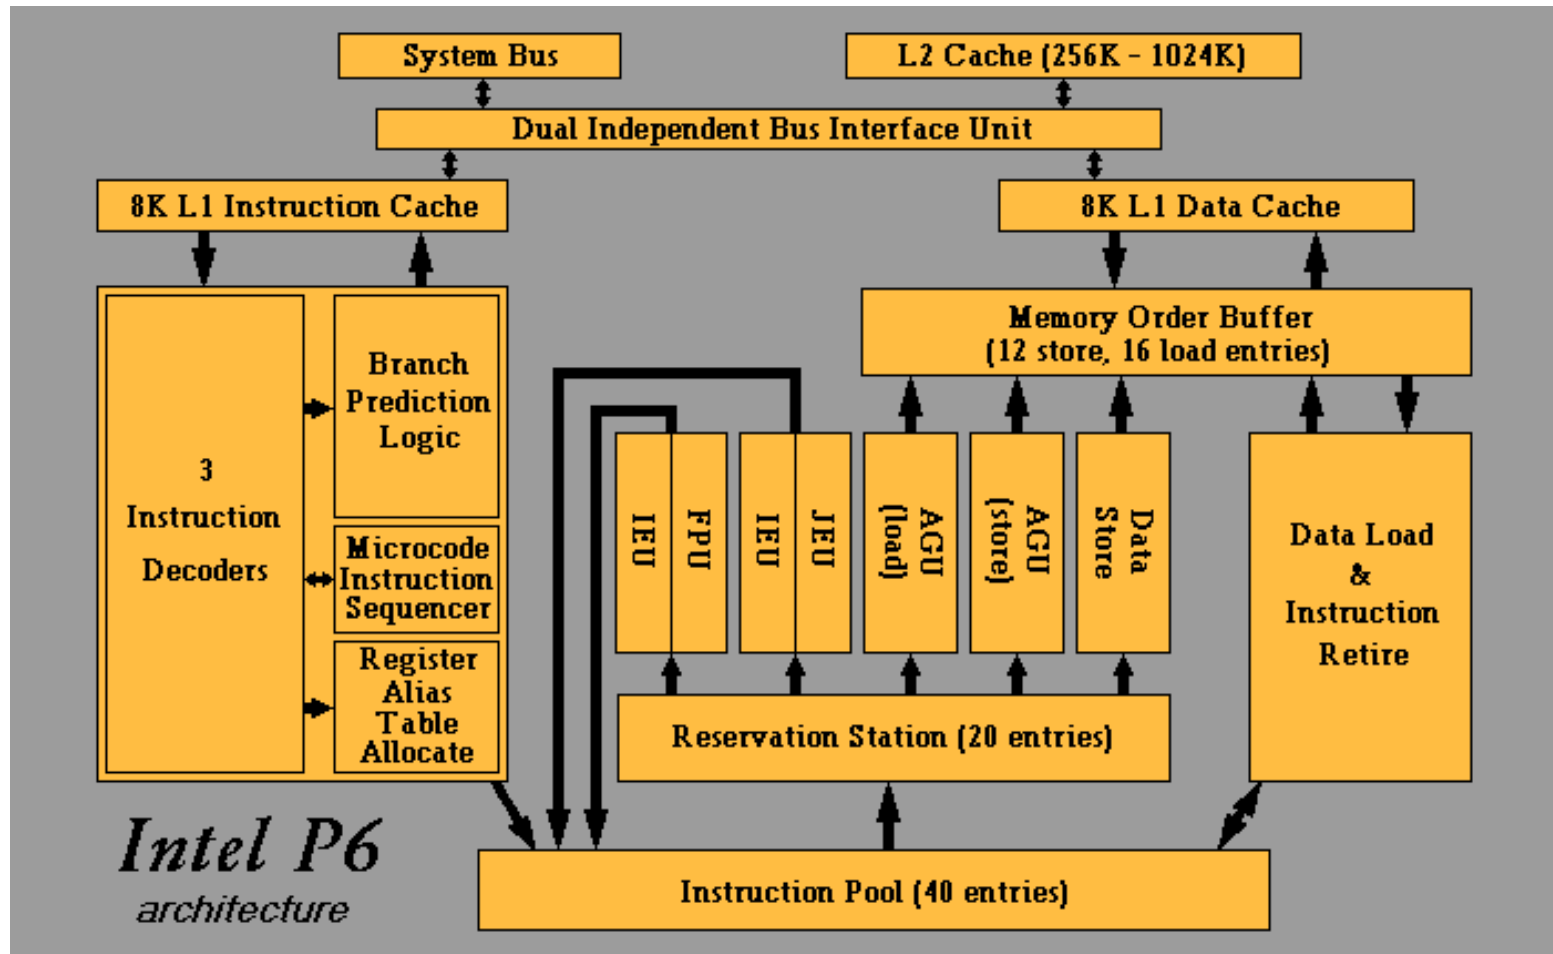 System Bus
L2 Cache (256K - 1024K)
Dual Independent Bus Interface Unit
8K L1 Instruction Cache
8K L1 Data Cache
3
Instruction
Decoders
Branch
Prediction
Logic
Microcode
Instruction
Sequencer
Register
Alias
Table
Allocate
Memory Order Buffer
(12 store, 16 load entries)
IEU
FPU
IEU
JEU
AGU
(load)
AGU
(store)
Data
Store
Data Load
&
Instruction
Retire
Reservation Station (20 entries)
Instruction Pool (40 entries)
Intel P6
architecture